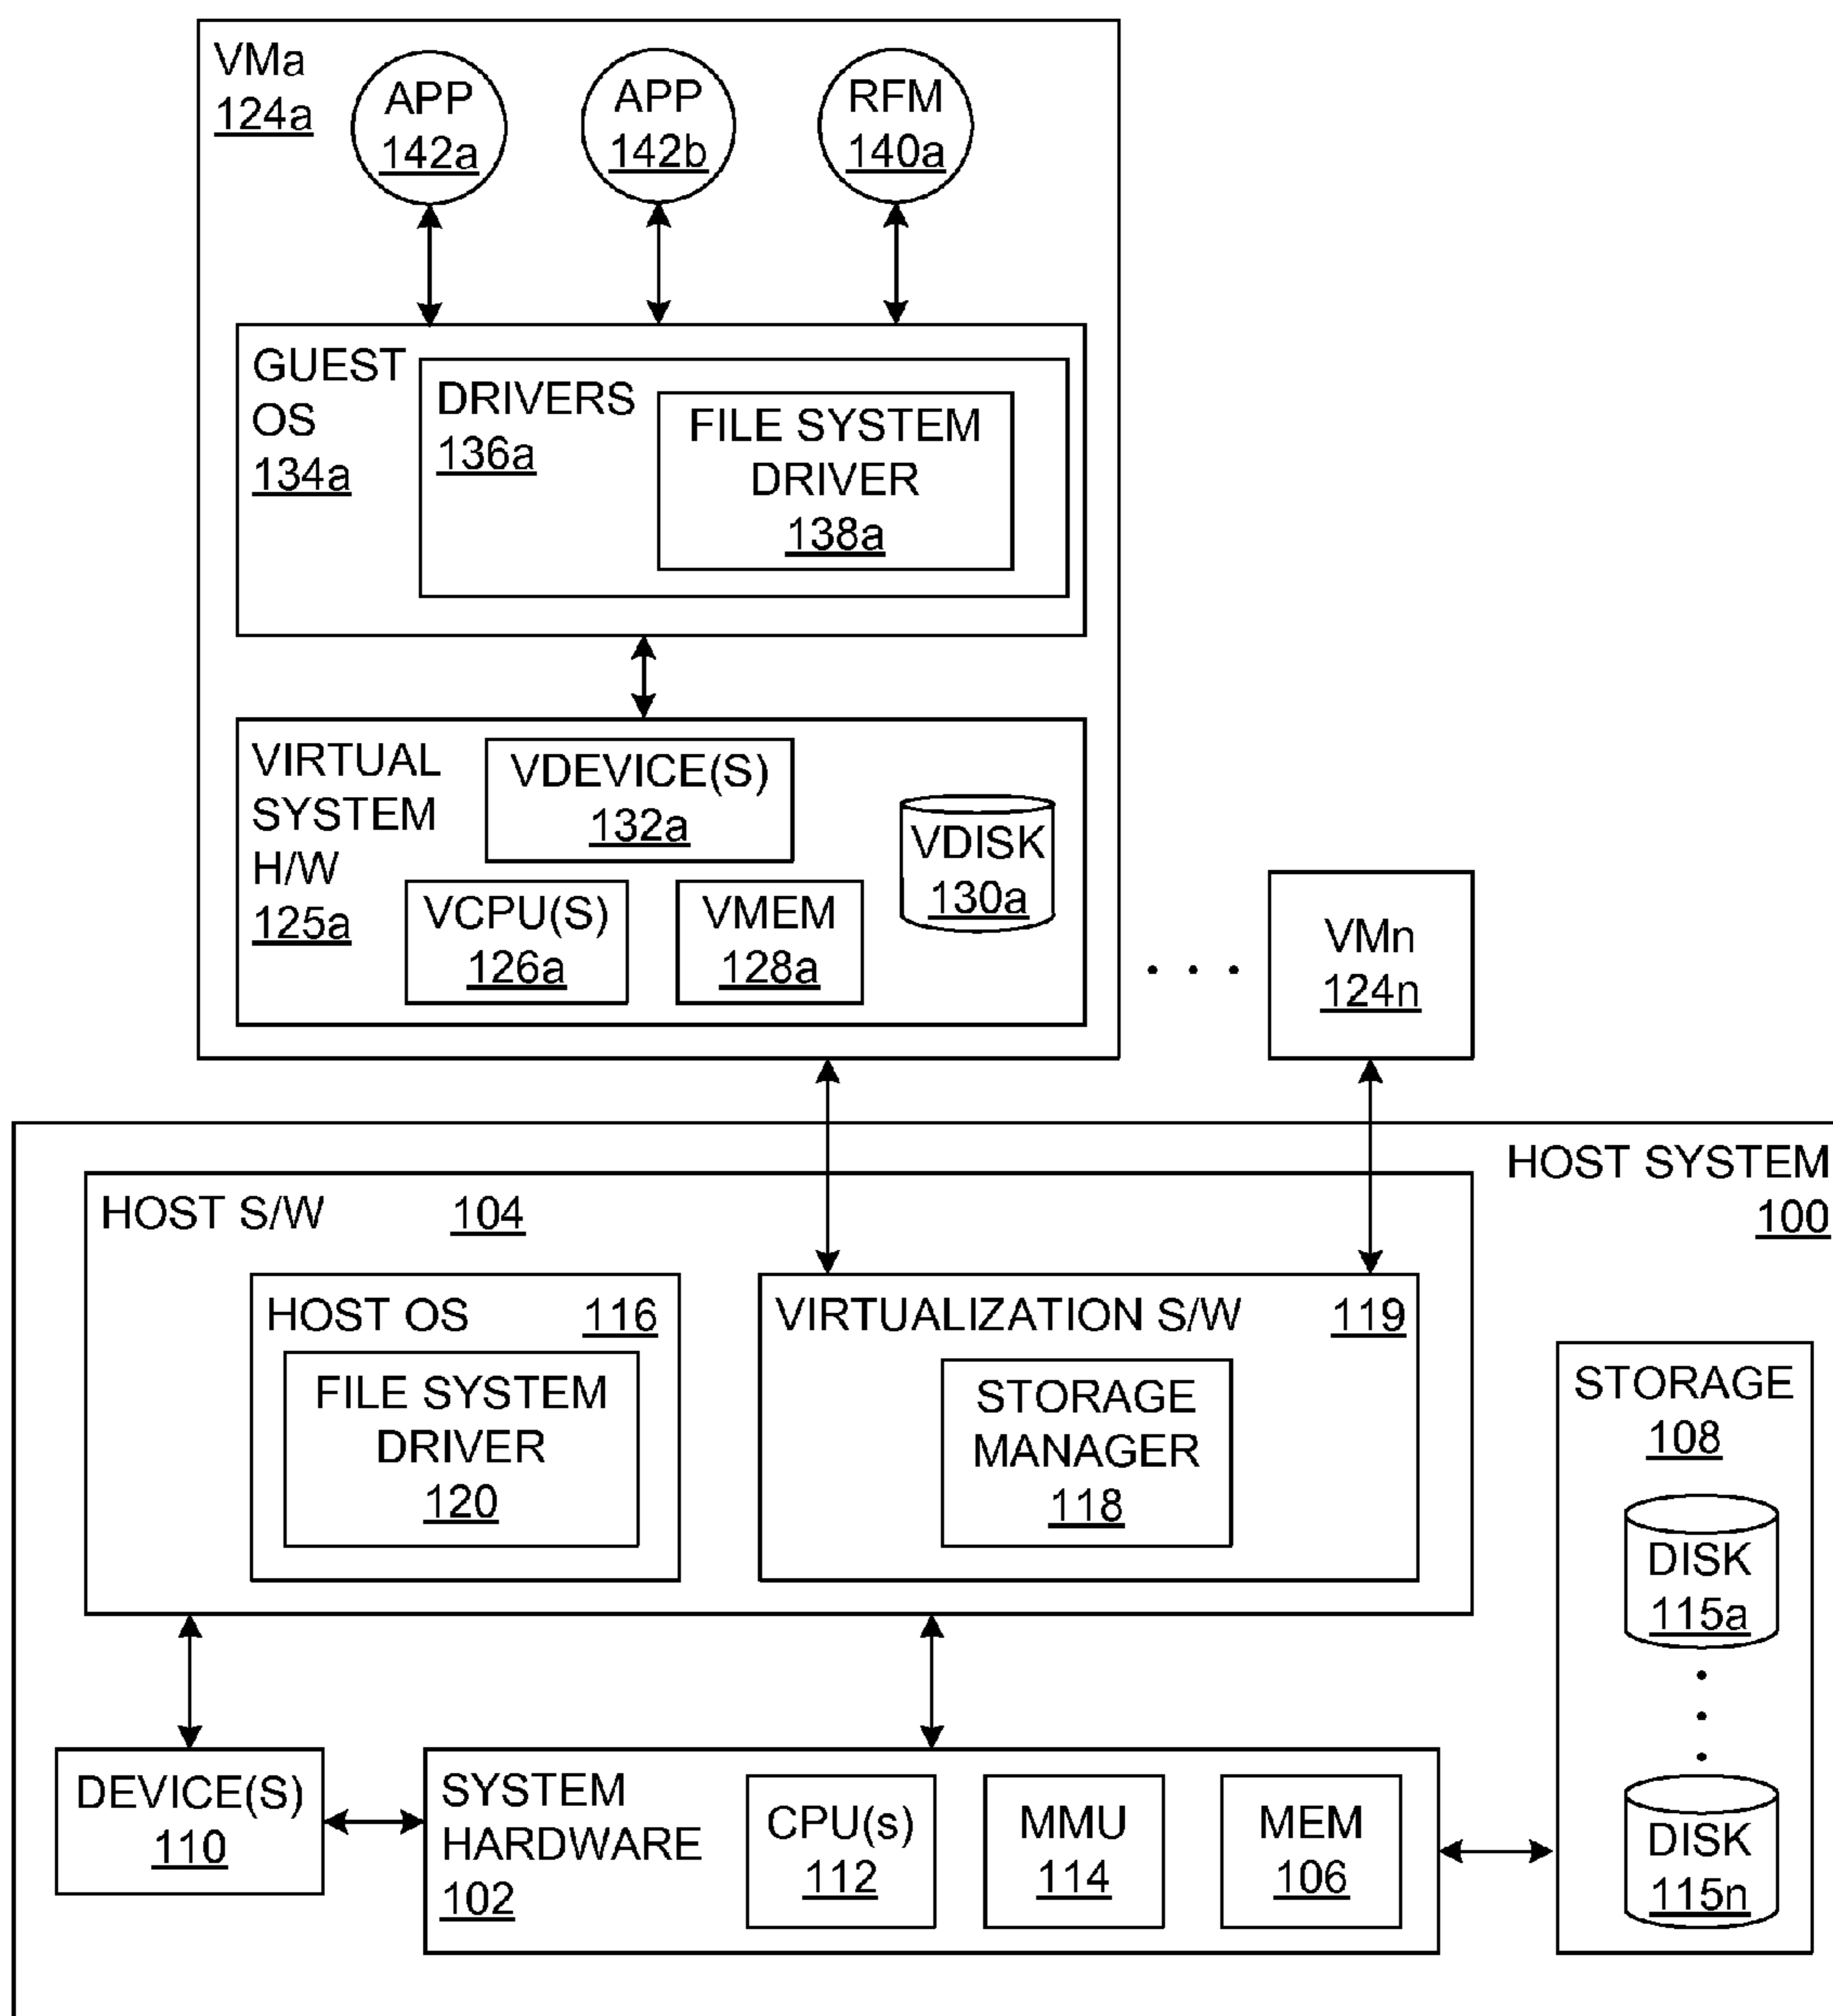 VMa
124a
APP
142a
APP
142b
RFM
140a
GUEST
OS
134a
DRIVERS
136a
FILE SYSTEM
DRIVER
138a
VIRTUAL
SYSTEM
H/W
125a
VDEVICE(S)
132a
VCPU(S)
126a
VMEM
128a
VDISK
130a
. . .
VMn
124n
HOST SYSTEM
100
HOST S/W 104
HOST OS 116
FILE SYSTEM
DRIVER
120
VIRTUALIZATION S/W 119
STORAGE
MANAGER
118
STORAGE
108
DISK
115a
DISK
115n
DEVICE(S)
110
SYSTEM
HARDWARE
102
CPU(s)
112
MMU
114
MEM
106